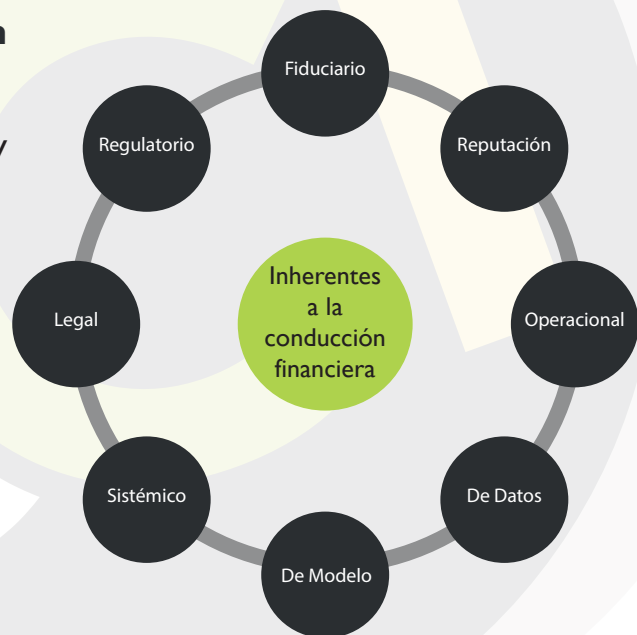 Fiduciario
Regulatorio
Reputación
Inherentes
a la
conducción
financiera
Legal
Operacional
Sistémico
De Datos
De Modelo